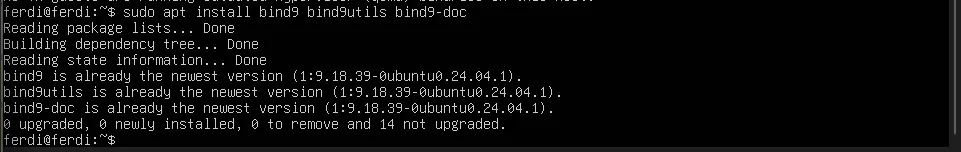 ferdi@ferdi:~$ sudo apt install bind9 bind9utils bind9-doc
Reading package lists... Done
Building dependency tree... Done
Reading state information... Done
bind9 is already the newest version (1:9.18.39-0ubuntu0.24.04.1).
bind9utils is already the newest version (1:9.18.39-0ubuntu0.24.04.1).
bind9-doc is already the newest version (1:9.18.39-0ubuntu0.24.04.1).
0 upgraded, 0 newly installed, 0 to remove and 14 not upgraded.
ferdi@ferdi:~$